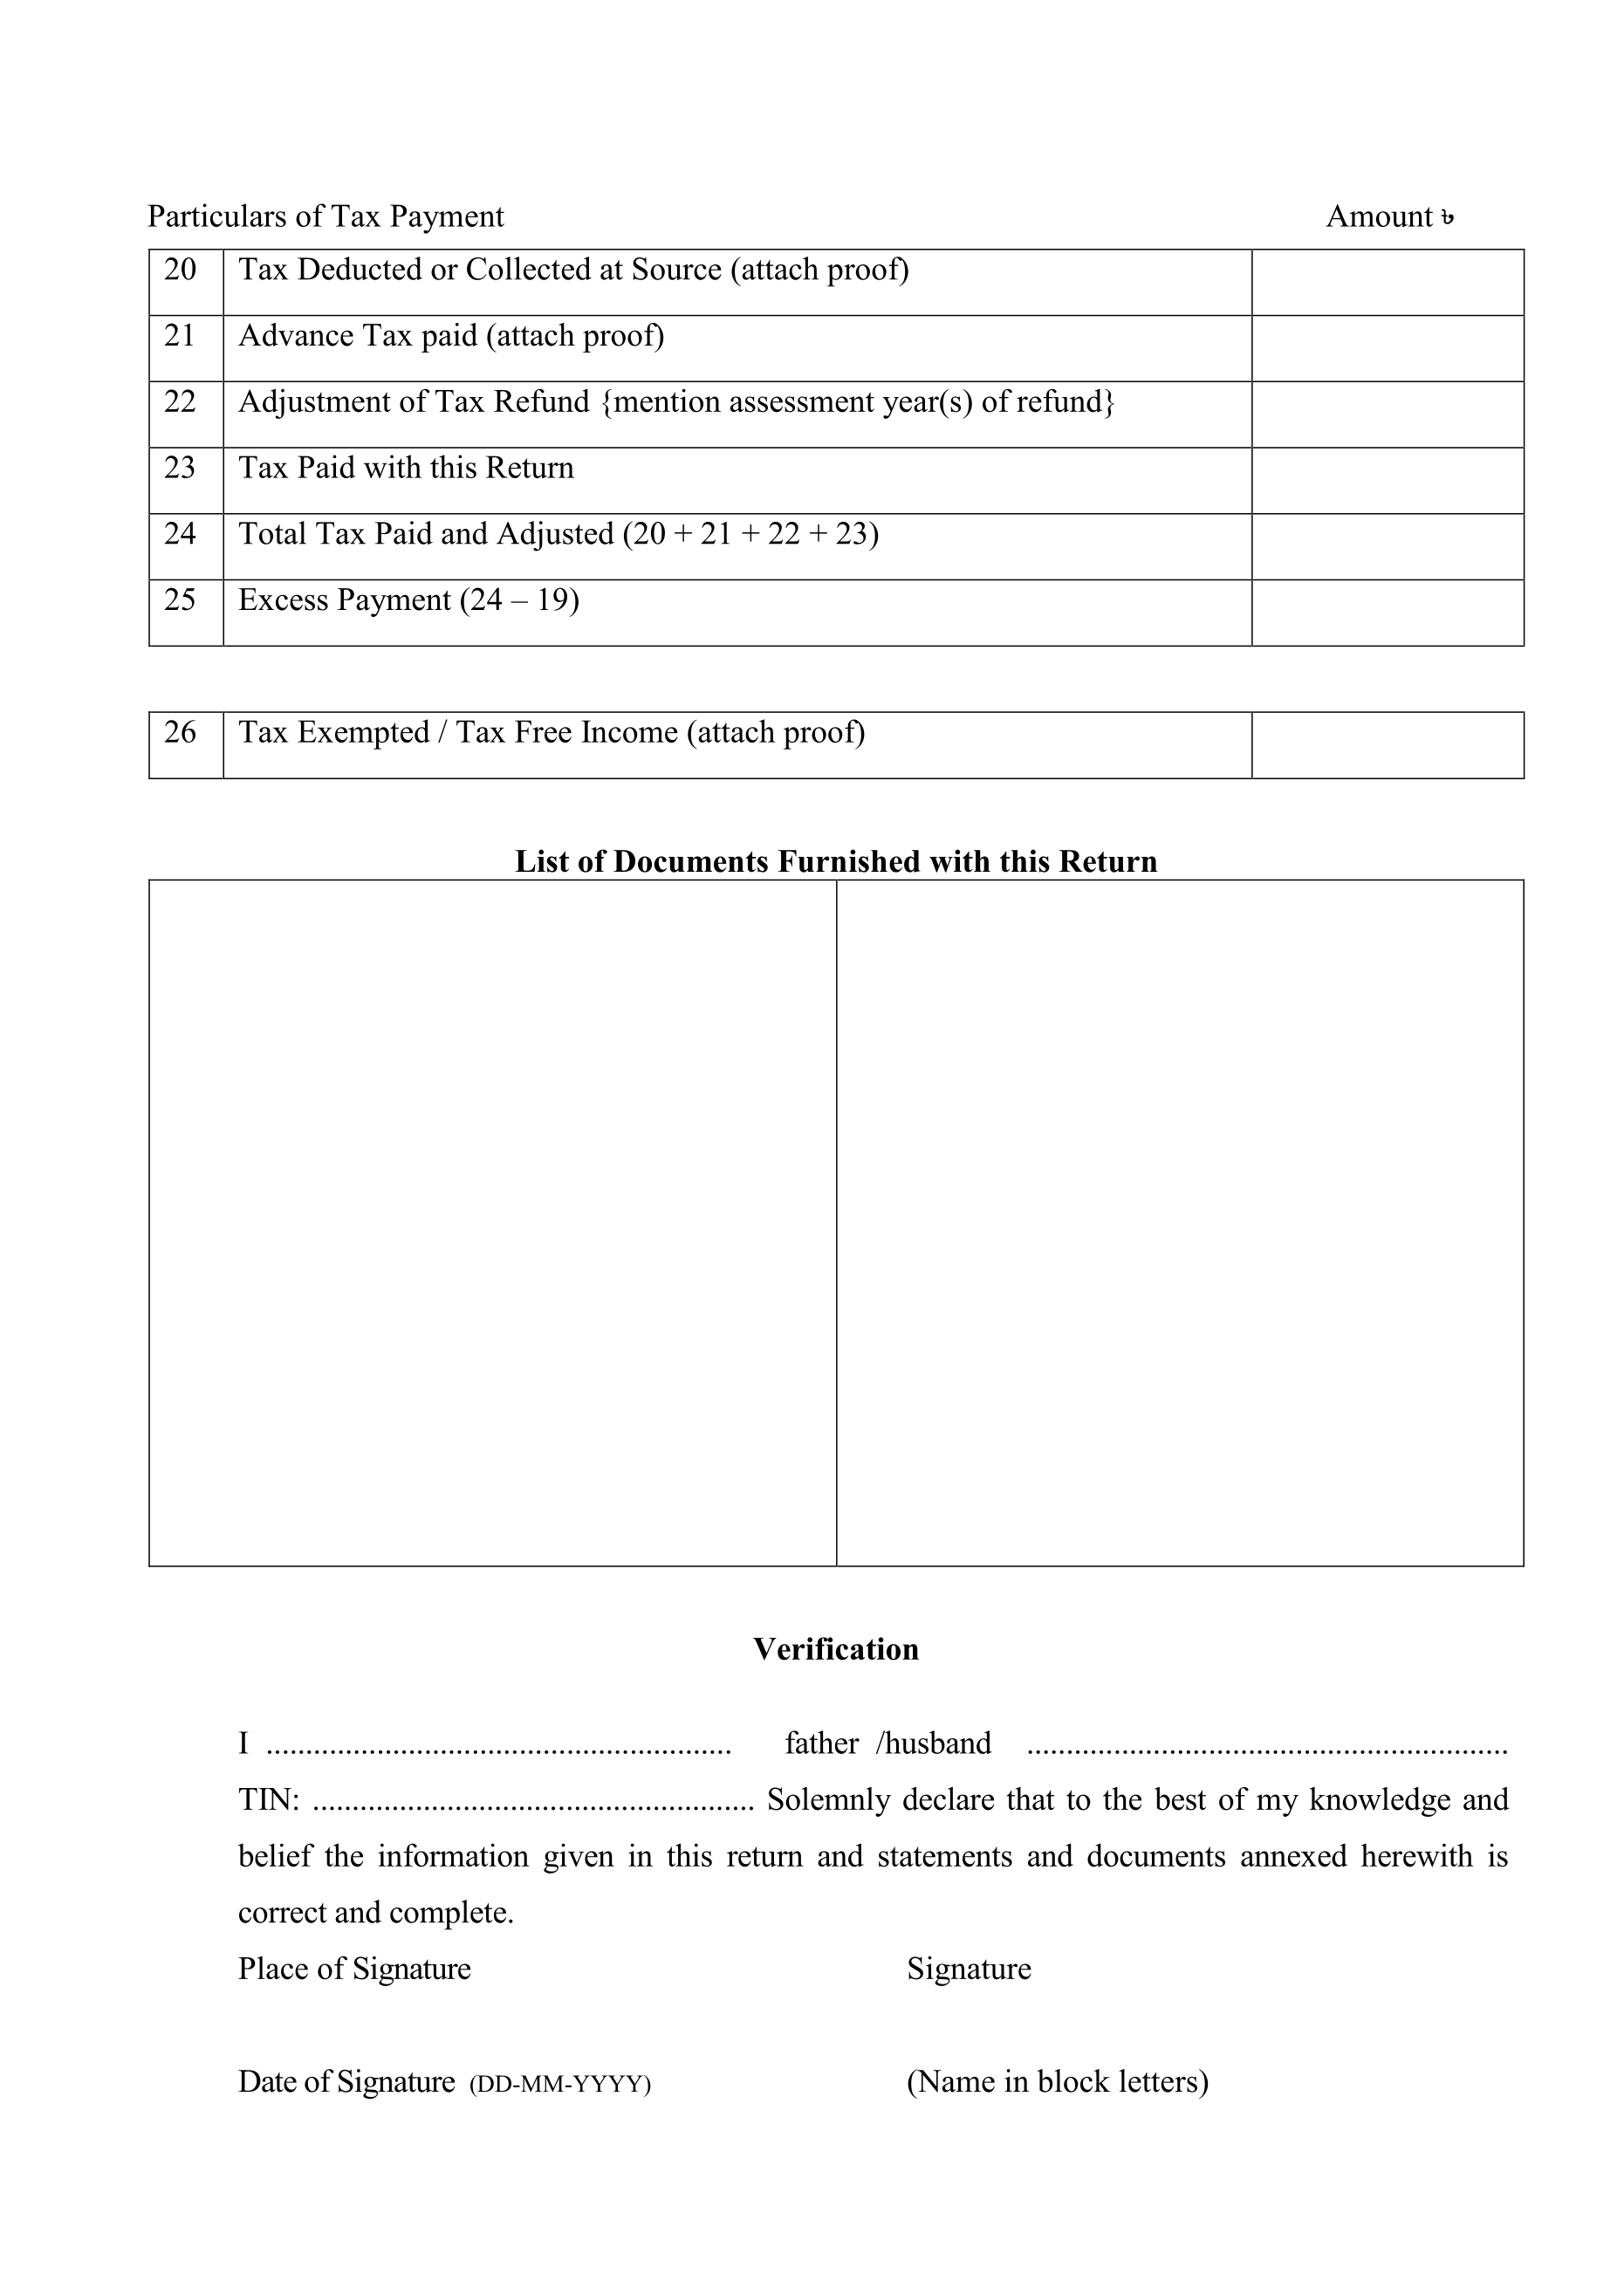 Particulars of Tax Payment Amount ৳
20 Tax Deducted or Collected at Source (attach proof)
21 Advance Tax paid (attach proof)
22 Adjustment of Tax Refund {mention assessment year(s) of refund}
23 Tax Paid with this Return
24 Total Tax Paid and Adjusted (20 + 21 + 22 + 23)
25 Excess Payment (24 – 19)
26 Tax Exempted / Tax Free Income (attach proof)
List of Documents Furnished with this Return
Verification
I ........................................................... father /husband .............................................................
TIN: ........................................................ Solemnly declare that to the best of my knowledge and
belief the information given in this return and statements and documents annexed herewith is
correct and complete.
Place of Signature Signature
Date of Signature (DD-MM-YYYY) (Name in block letters)